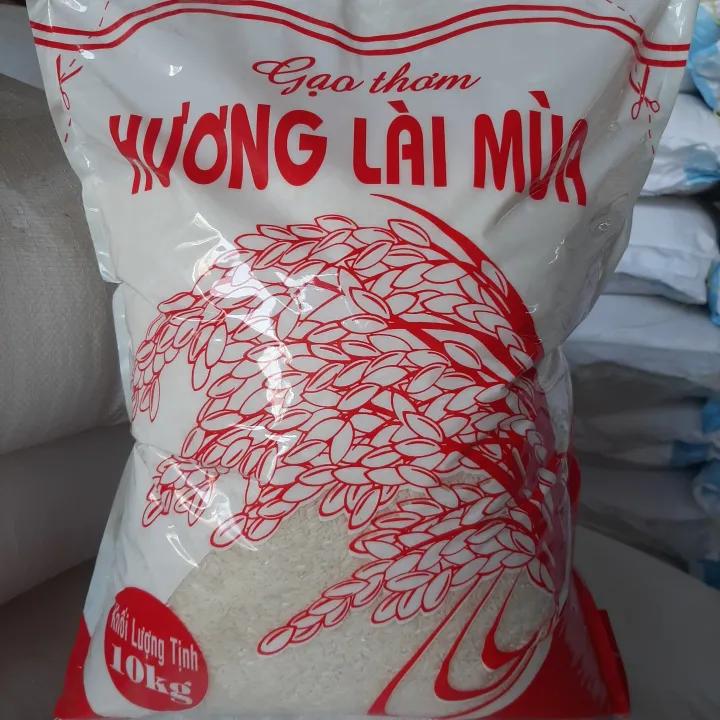 Gạo thơm
HƯƠNG LÀI MÙA
Khối Lượng Tịnh
10kg